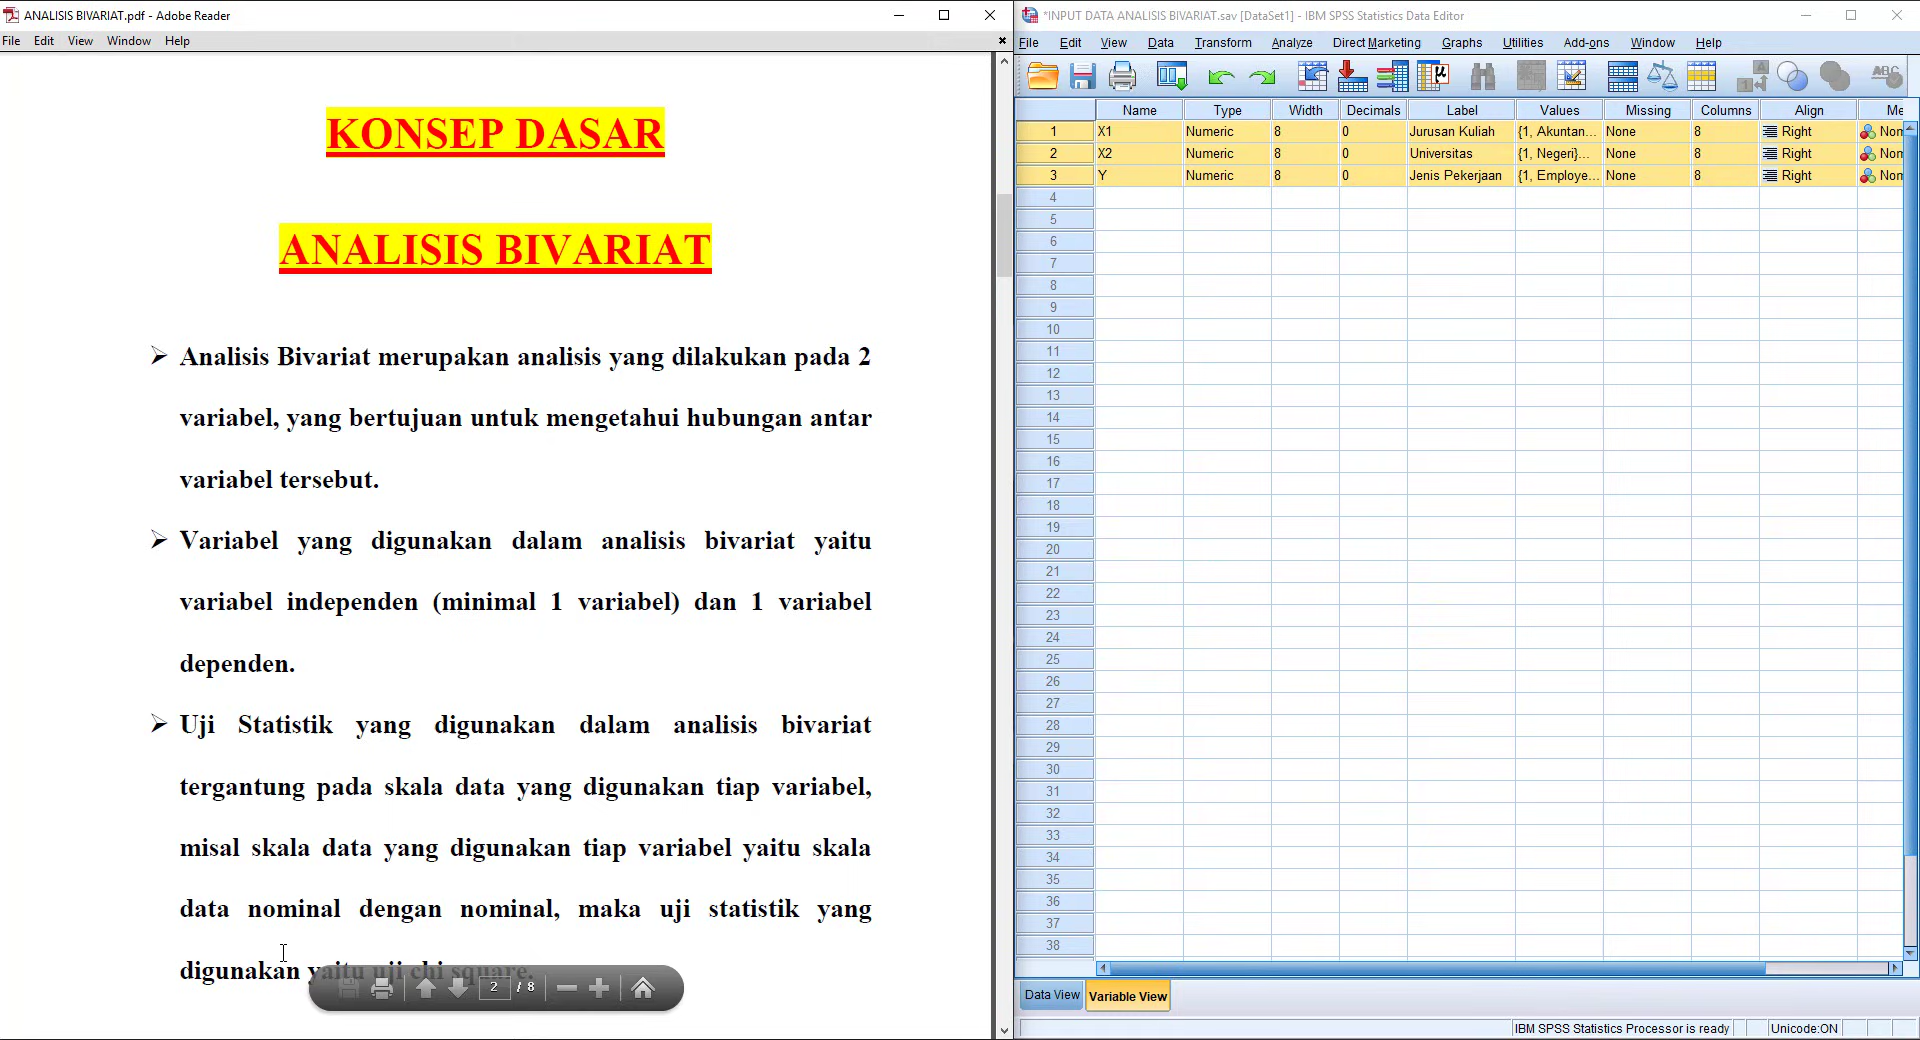 ANALISIS BIVARIAT.pdf - Adobe Reader
File Edit View Window Help
KONSEP DASAR
ANALISIS BIVARIAT
➢ Analisis Bivariat merupakan analisis yang dilakukan pada 2
variabel, yang bertujuan untuk mengetahui hubungan antar
variabel tersebut.
➢ Variabel yang digunakan dalam analisis bivariat yaitu
variabel independen (minimal 1 variabel) dan 1 variabel
dependen.
➢ Uji Statistik yang digunakan dalam analisis bivariat
tergantung pada skala data yang digunakan tiap variabel,
misal skala data yang digunakan tiap variabel yaitu skala
data nominal dengan nominal, maka uji statistik yang
digunakan yaitu uji chi square.
2 / 8
*INPUT DATA ANALISIS BIVARIAT.sav [DataSet1] - IBM SPSS Statistics Data Editor
File Edit View Data Transform Analyze Direct Marketing Graphs Utilities Add-ons Window Help
Name Type Width Decimals Label Values Missing Columns Align Me
1 X1 Numeric 8 0 Jurusan Kuliah {1, Akuntan... None 8 Right Nom
2 X2 Numeric 8 0 Universitas {1, Negeri}... None 8 Right Nom
3 Y Numeric 8 0 Jenis Pekerjaan {1, Employe... None 8 Right Nom
4
5
6
7
8
9
10
11
12
13
14
15
16
17
18
19
20
21
22
23
24
25
26
27
28
29
30
31
32
33
34
35
36
37
38
Data View Variable View
IBM SPSS Statistics Processor is ready Unicode:ON